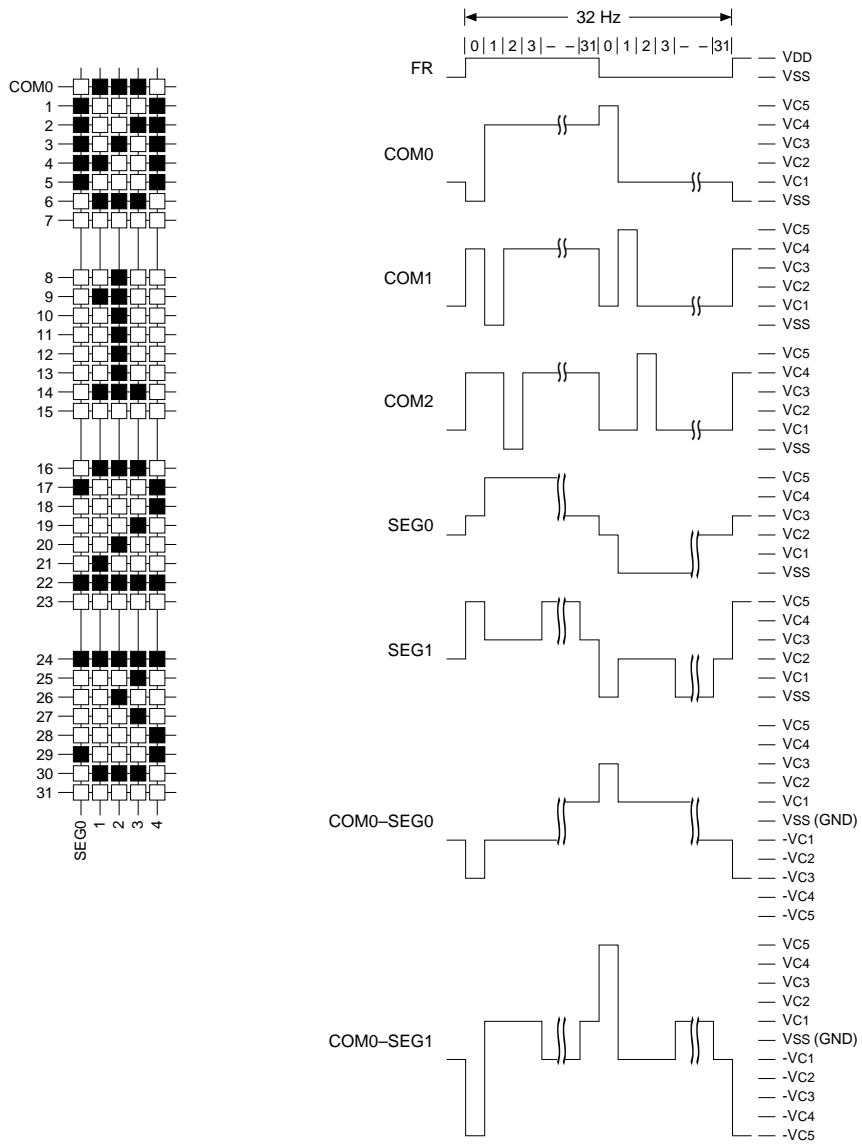 32 Hz
0 1 2 3 – – 31 0 1 2 3 – – 31
FR
VDD
VSS
COM0
1
2
3
4
5
6
7
8
9
10
11
12
13
14
15
16
17
18
19
20
21
22
23
24
25
26
27
28
29
30
31
SEG0
1
2
3
4
COM0
VC5
VC4
VC3
VC2
VC1
VSS
COM1
VC5
VC4
VC3
VC2
VC1
VSS
COM2
VC5
VC4
VC3
VC2
VC1
VSS
SEG0
VC5
VC4
VC3
VC2
VC1
VSS
SEG1
VC5
VC4
VC3
VC2
VC1
VSS
COM0–SEG0
VC5
VC4
VC3
VC2
VC1
VSS (GND)
-VC1
-VC2
-VC3
-VC4
-VC5
COM0–SEG1
VC5
VC4
VC3
VC2
VC1
VSS (GND)
-VC1
-VC2
-VC3
-VC4
-VC5